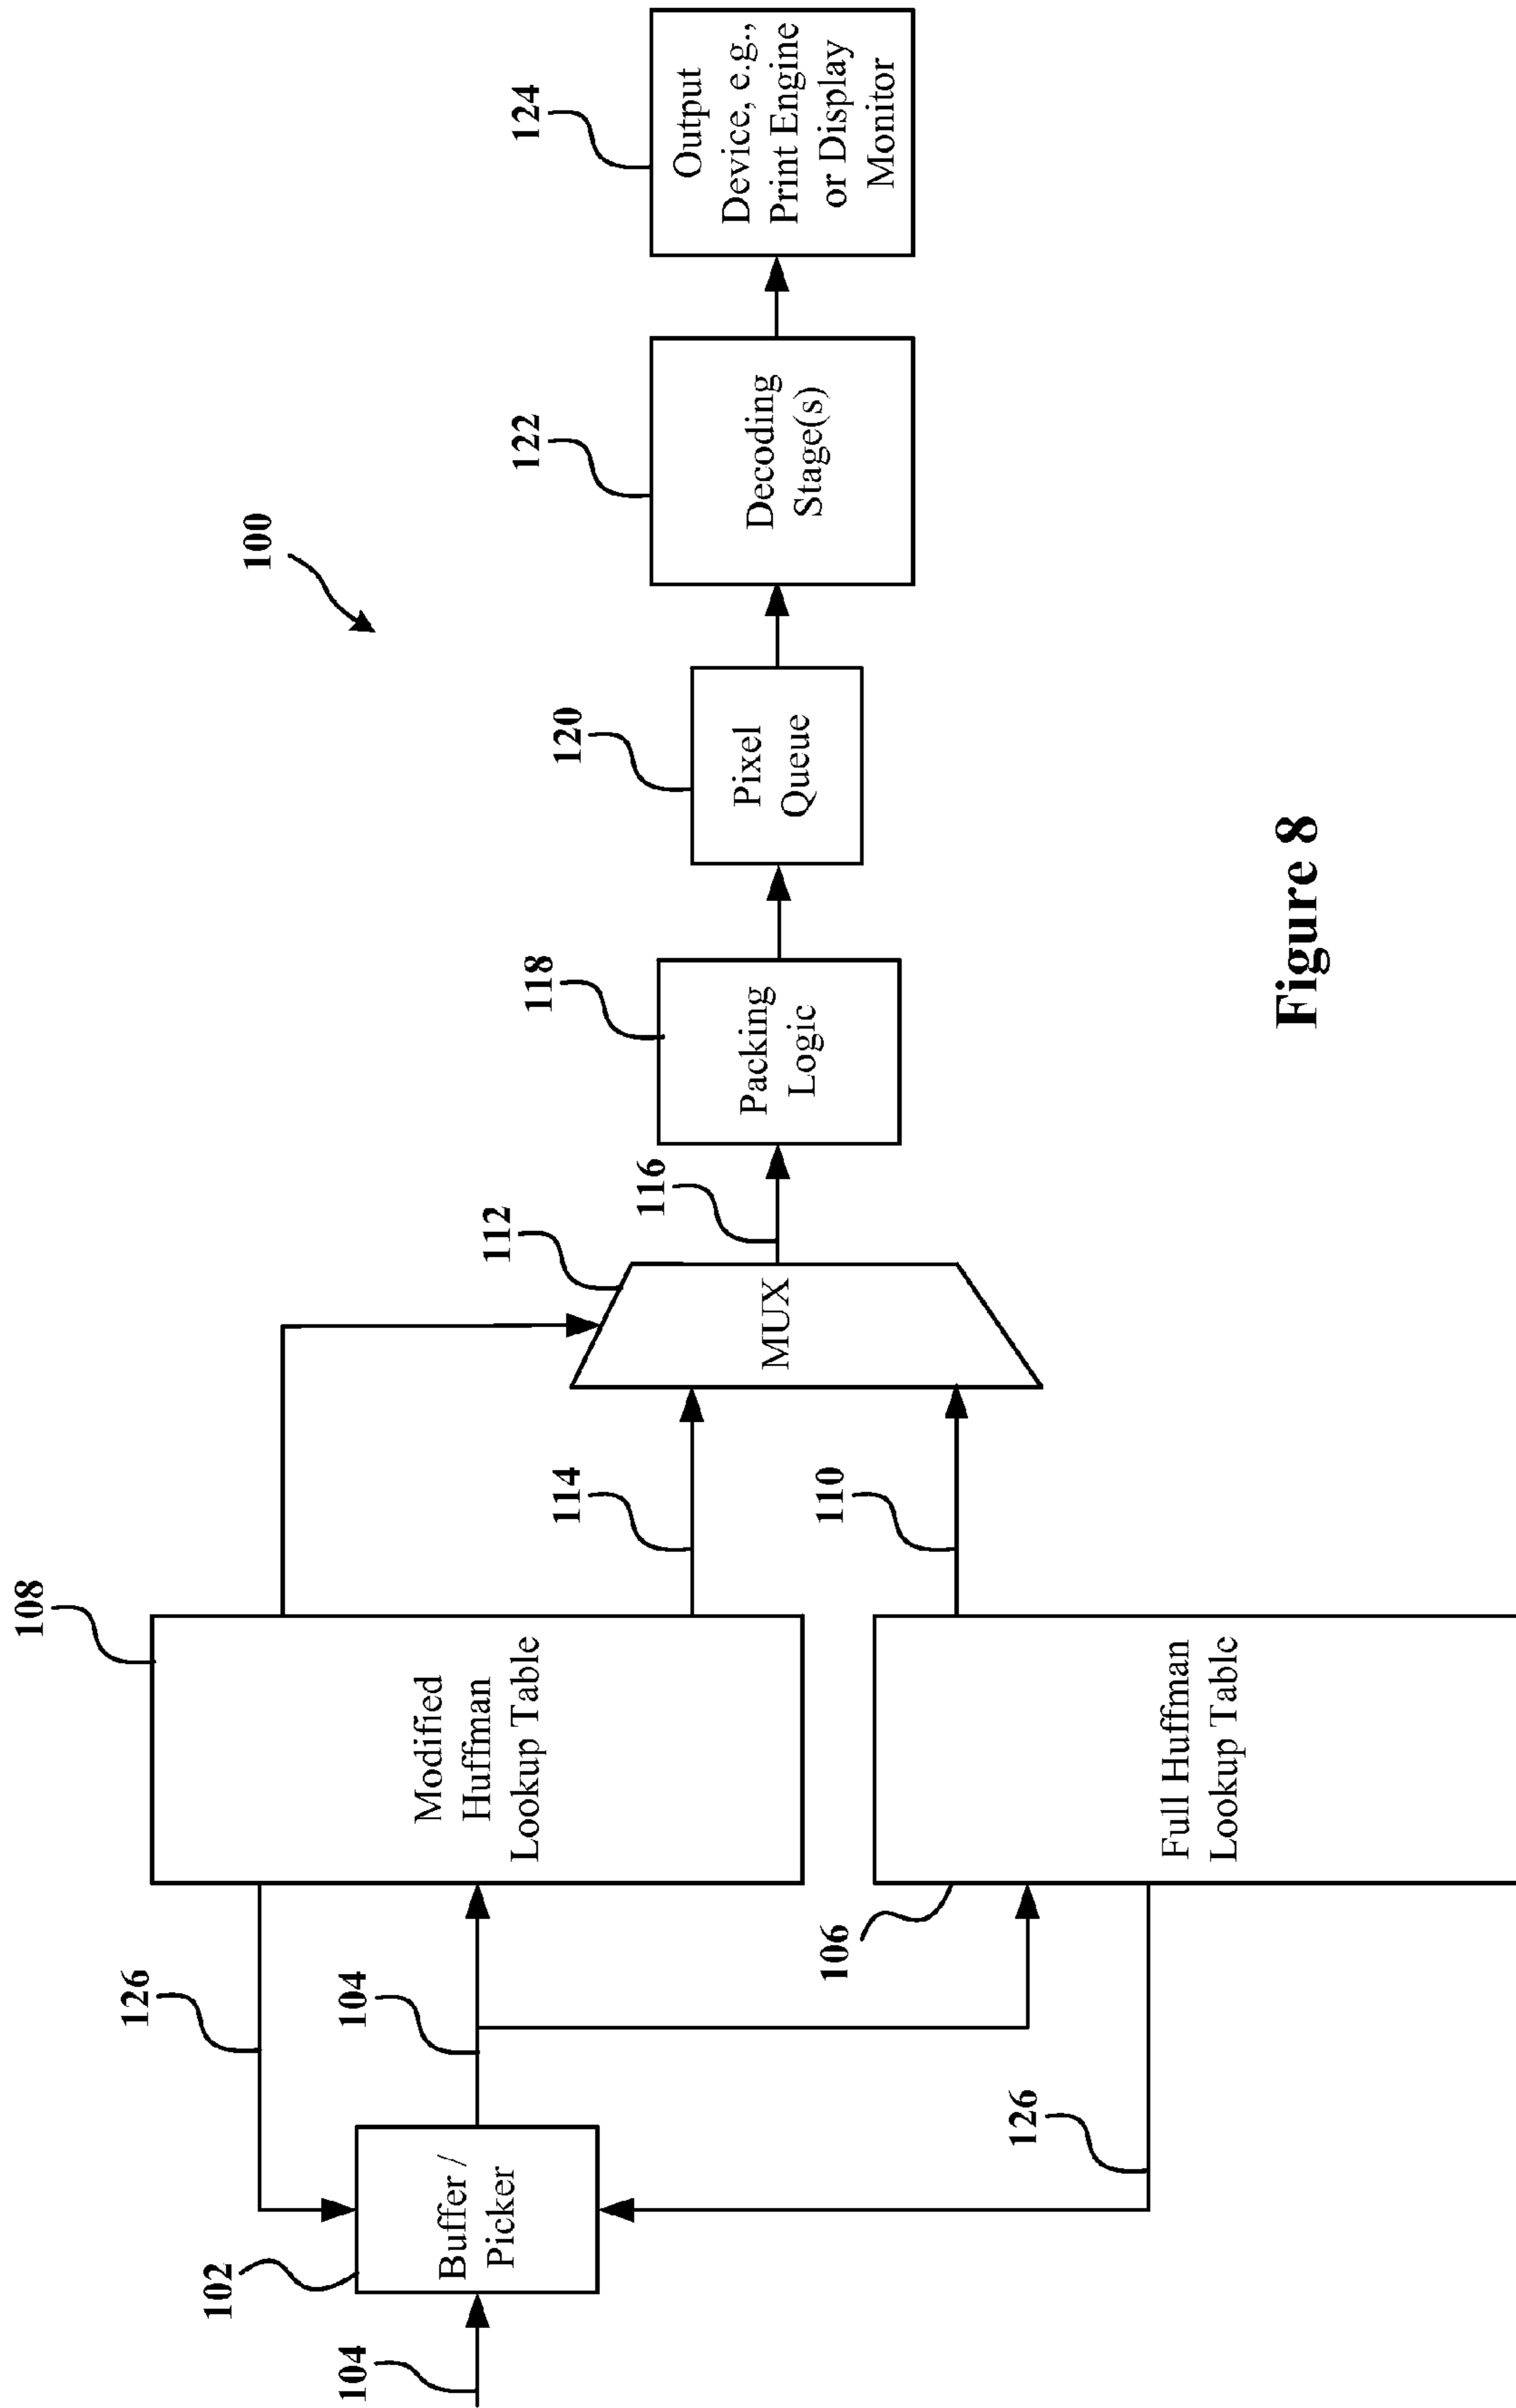 100
108
126
104
102
Buffer /
Picker
104
Modified
Huffman
Lookup Table
114
112
MUX
116
118
Packing
Logic
120
Pixel
Queue
122
Decoding
Stage(s)
124
Output
Device, e.g.,
Print Engine
or Display
Monitor
106
126
Full Huffman
Lookup Table
110
Figure 8